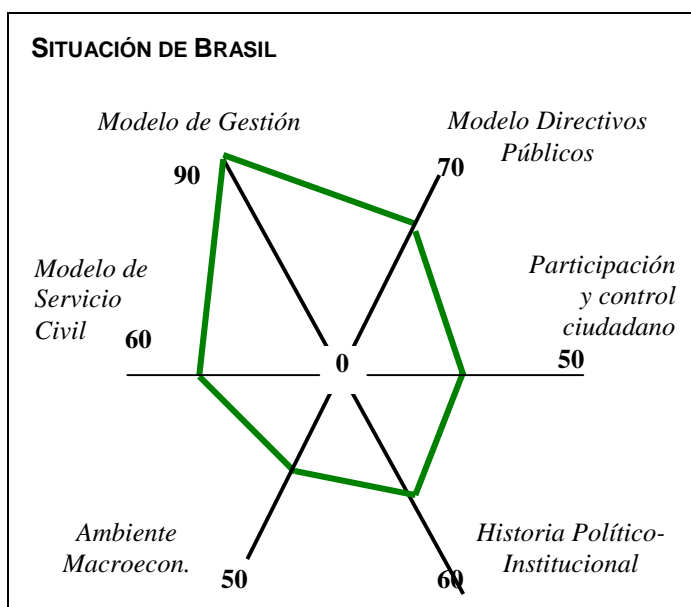 SITUACIÓN DE BRASIL
Modelo de Gestión
90
Modelo Directivos
Públicos
70
Participación
y control
ciudadano
50
Modelo de
Servicio
Civil
60
0
Ambiente
Macroecon.
50
Historia Político-
Institucional
60